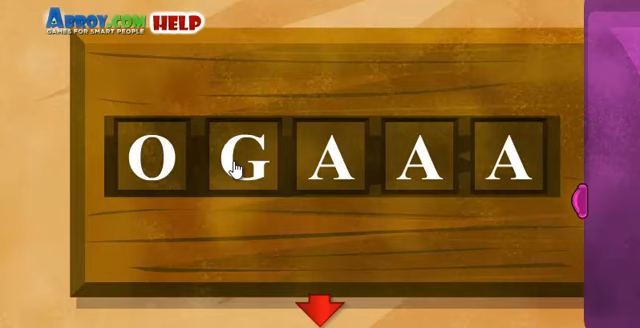 ABROY.COM HELP
GAMES FOR SMART PEOPLE
O G A A A